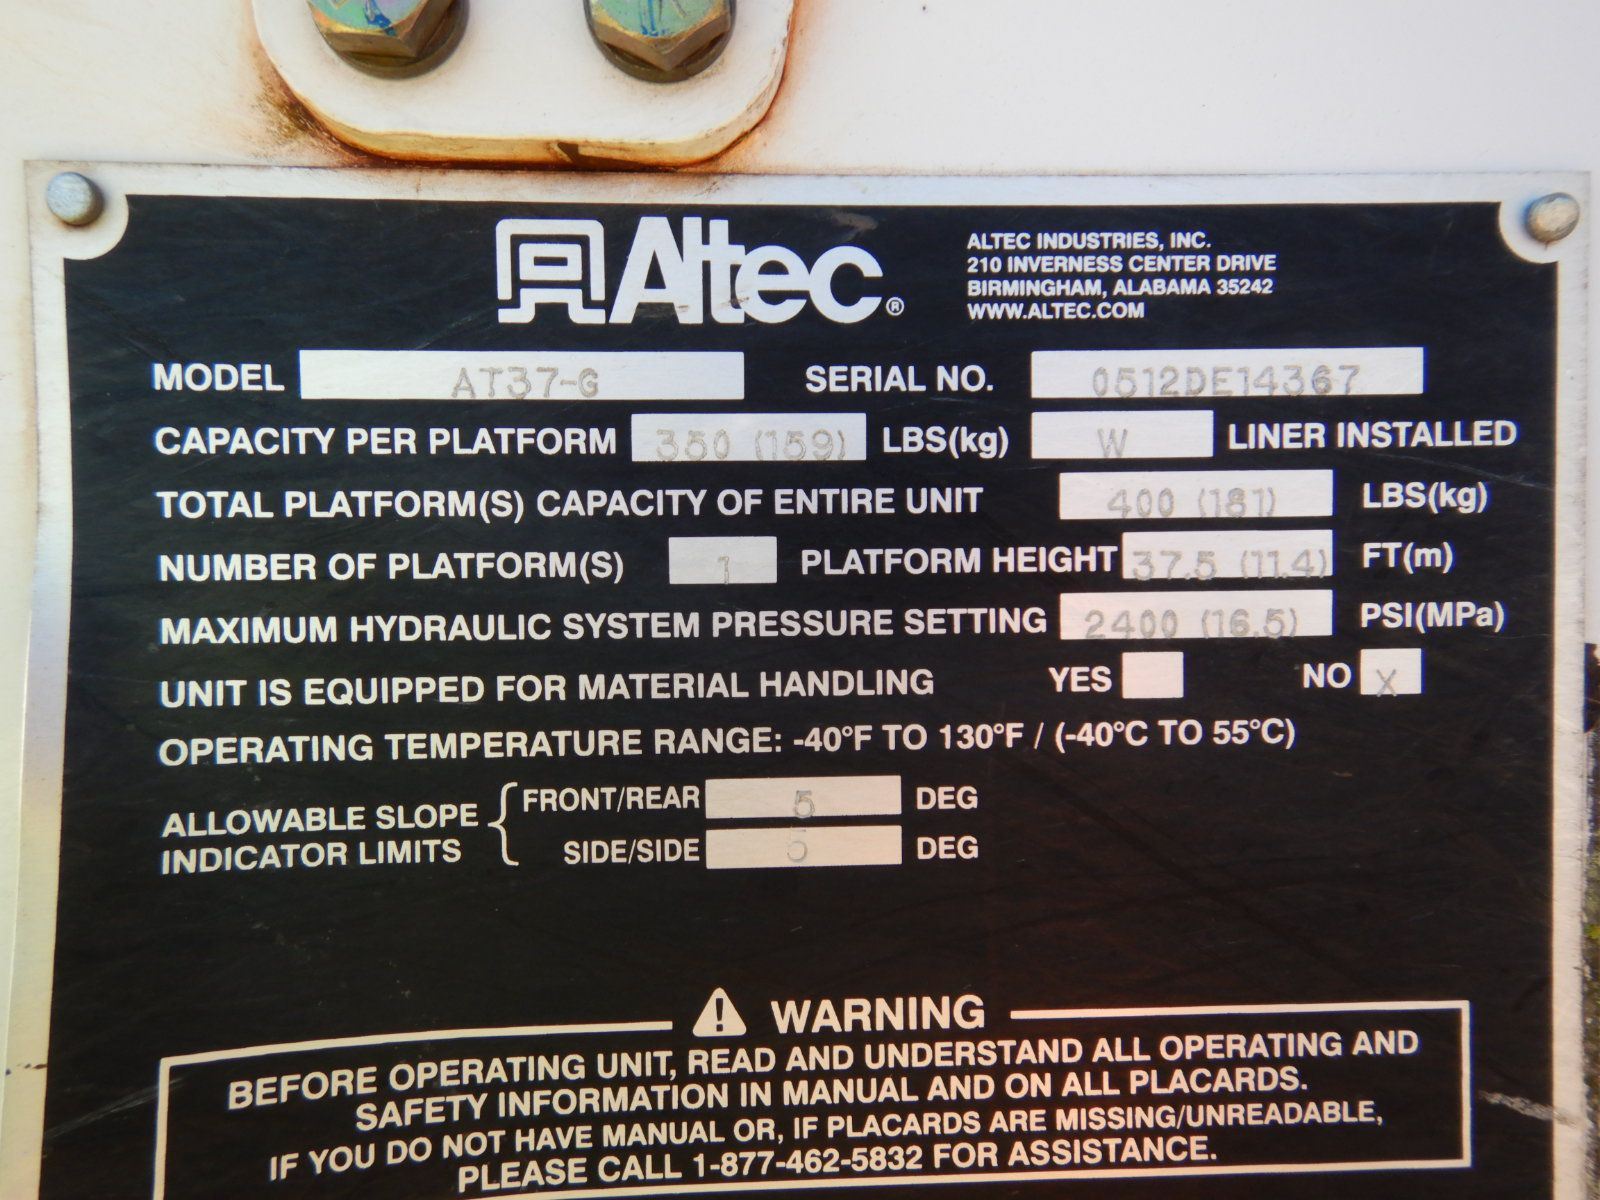 Altec®
ALTEC INDUSTRIES, INC.
210 INVERNESS CENTER DRIVE
BIRMINGHAM, ALABAMA 35242
WWW.ALTEC.COM
MODEL AT37-G SERIAL NO. 0512DE14367
CAPACITY PER PLATFORM 350 (159) LBS(kg) W LINER INSTALLED
TOTAL PLATFORM(S) CAPACITY OF ENTIRE UNIT 400 (181) LBS(kg)
NUMBER OF PLATFORM(S) 1 PLATFORM HEIGHT 37.5 (11.4) FT(m)
MAXIMUM HYDRAULIC SYSTEM PRESSURE SETTING 2400 (16.5) PSI(MPa)
UNIT IS EQUIPPED FOR MATERIAL HANDLING YES NO X
OPERATING TEMPERATURE RANGE: -40°F TO 130°F / (-40°C TO 55°C)
ALLOWABLE SLOPE INDICATOR LIMITS
FRONT/REAR 5 DEG
SIDE/SIDE 5 DEG
WARNING
BEFORE OPERATING UNIT, READ AND UNDERSTAND ALL OPERATING AND
SAFETY INFORMATION IN MANUAL AND ON ALL PLACARDS.
IF YOU DO NOT HAVE MANUAL OR, IF PLACARDS ARE MISSING/UNREADABLE,
PLEASE CALL 1-877-462-5832 FOR ASSISTANCE.